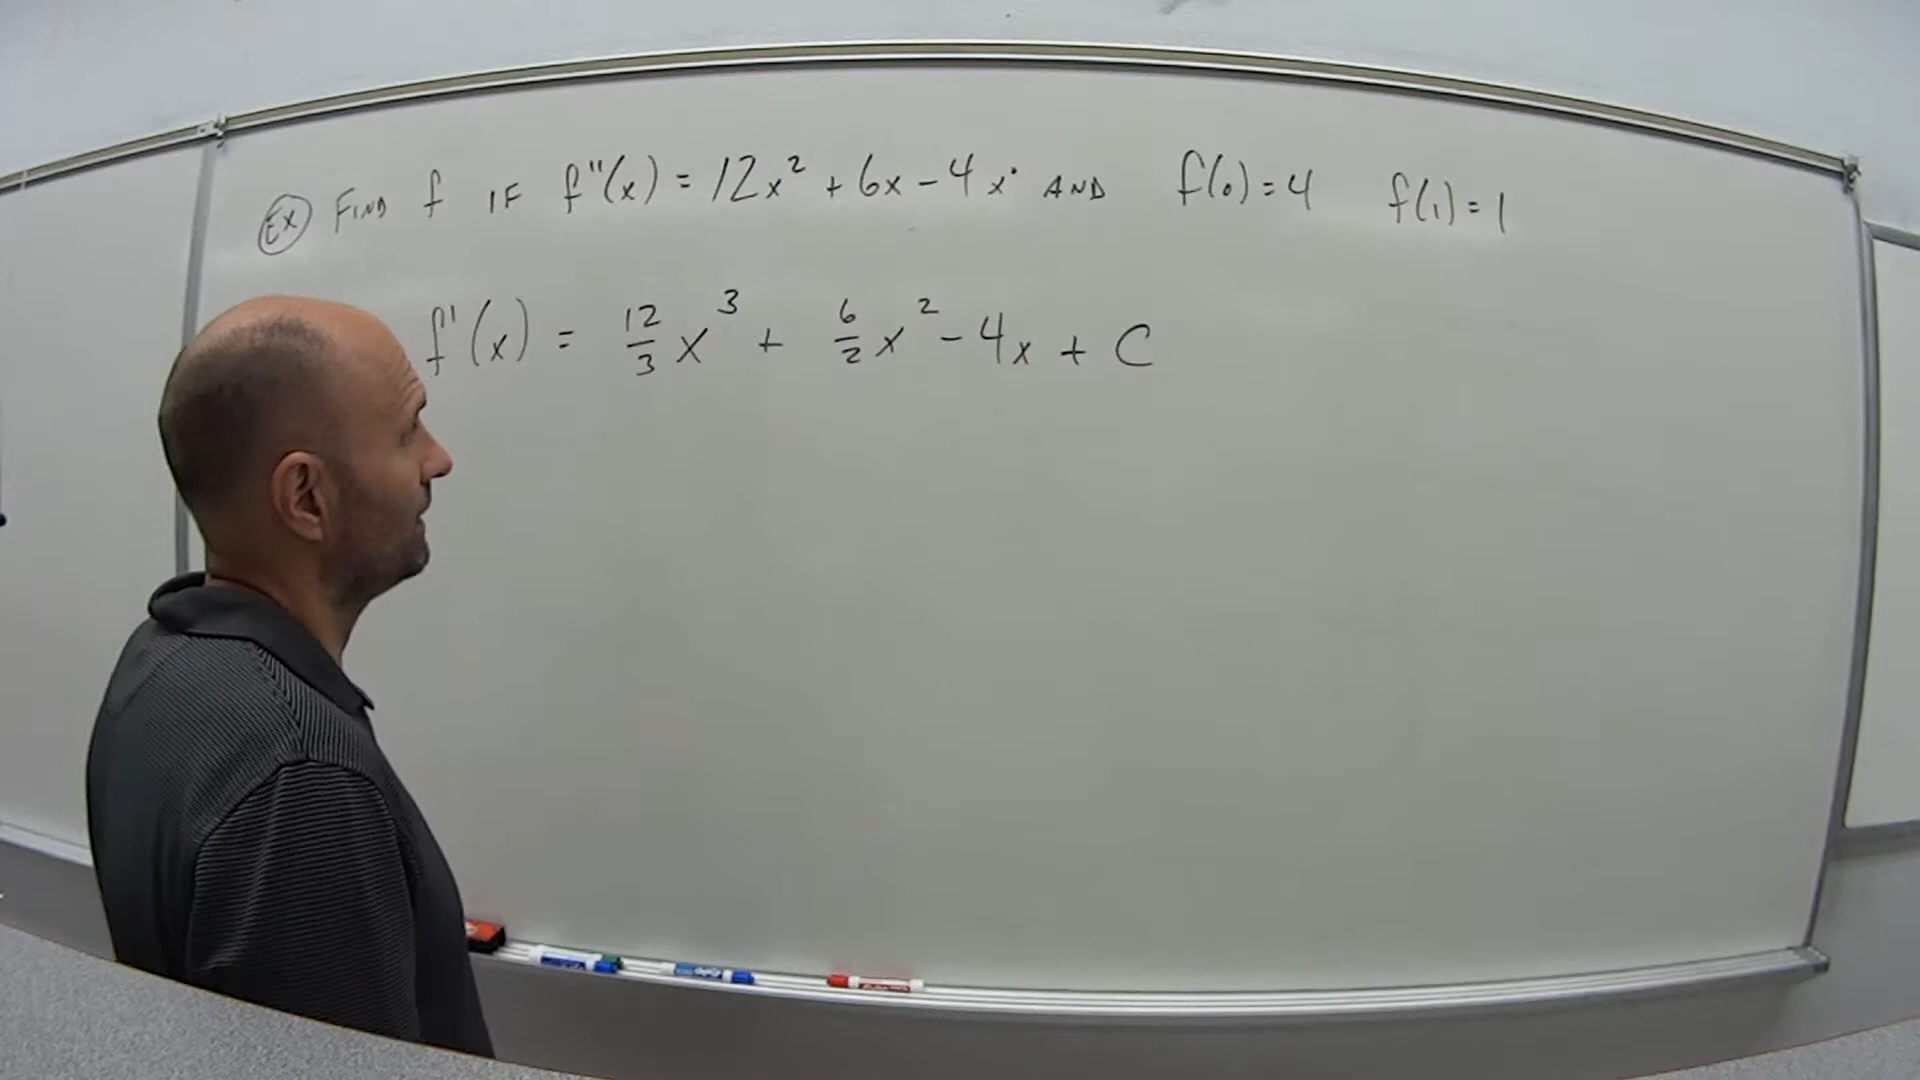 Ex FIND f IF f''(x) = 12x² + 6x - 4x° AND f(0) = 4 f(1) = 1
f'(x) = 12/3 x³ + 6/2 x² - 4x + C